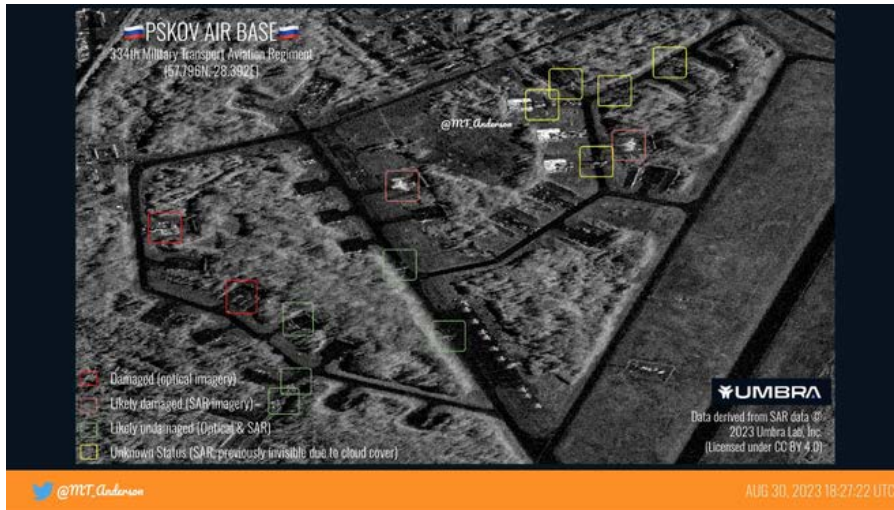 PSKOV AIR BASE
334th Military Transport Aviation Regiment
(57.796N, 28.392E)
@MT_Anderson
Damaged (optical imagery)
Likely damaged (SAR imagery)
Likely undamaged (Optical & SAR)
Unknown Status (SAR, previously invisible due to cloud cover)
UMBRA
Data derived from SAR data ©
2023 Umbra Lab, Inc
(Licensed under CC BY 4.0)
@MT_Anderson
AUG 30, 2023 18:27:22 UTC